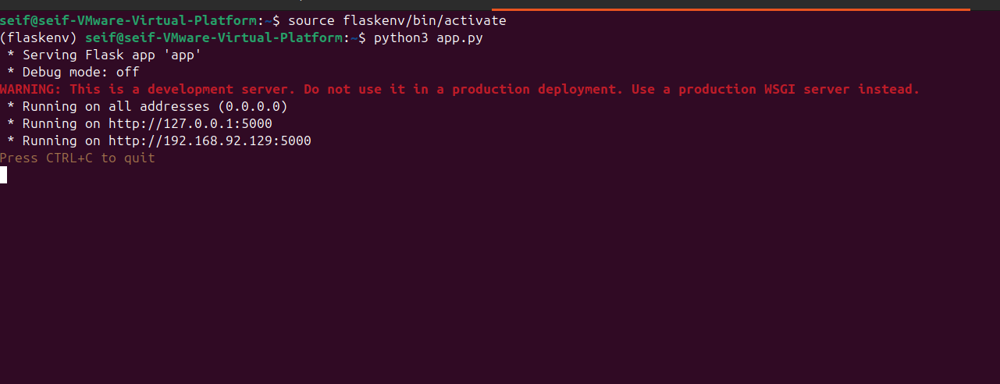 seif@seif-VMware-Virtual-Platform:~$ source flaskenv/bin/activate
(flaskenv) seif@seif-VMware-Virtual-Platform:~$ python3 app.py
 * Serving Flask app 'app'
 * Debug mode: off
WARNING: This is a development server. Do not use it in a production deployment. Use a production WSGI server instead.
 * Running on all addresses (0.0.0.0)
 * Running on http://127.0.0.1:5000
 * Running on http://192.168.92.129:5000
Press CTRL+C to quit